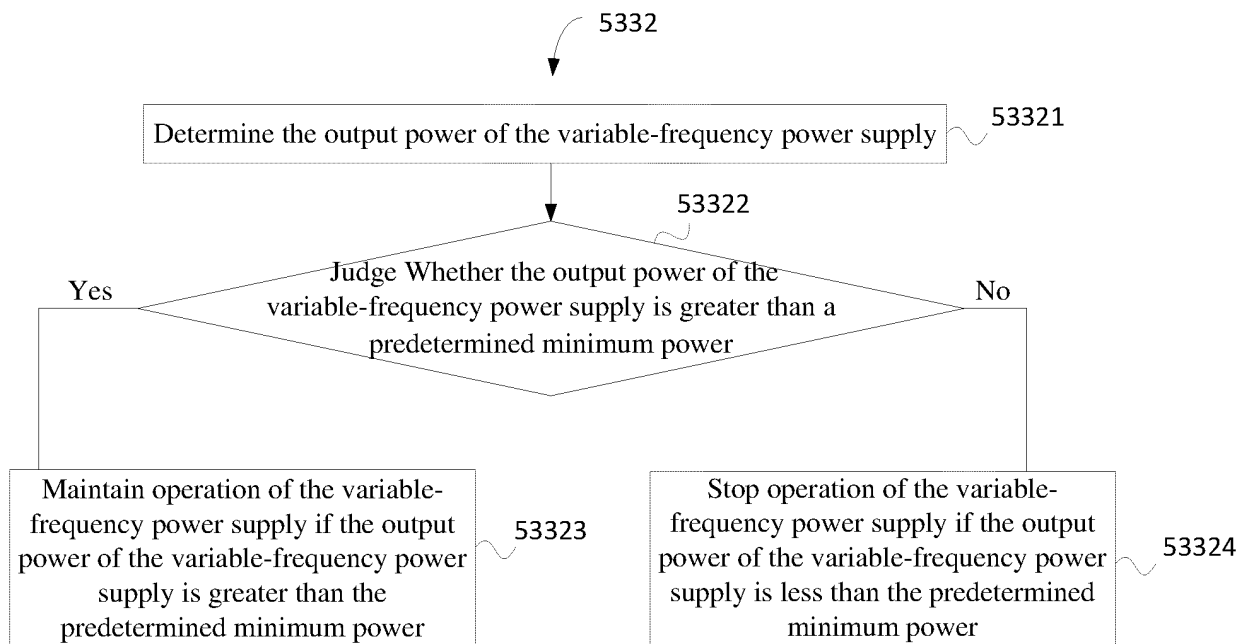 5332
Determine the output power of the variable-frequency power supply
53321
53322
Judge Whether the output power of the
variable-frequency power supply is greater than a
predetermined minimum power
Yes
No
Maintain operation of the variable-
frequency power supply if the output
power of the variable-frequency power
supply is greater than the
predetermined minimum power
53323
Stop operation of the variable-
frequency power supply if the output
power of the variable-frequency power
supply is less than the predetermined
minimum power
53324